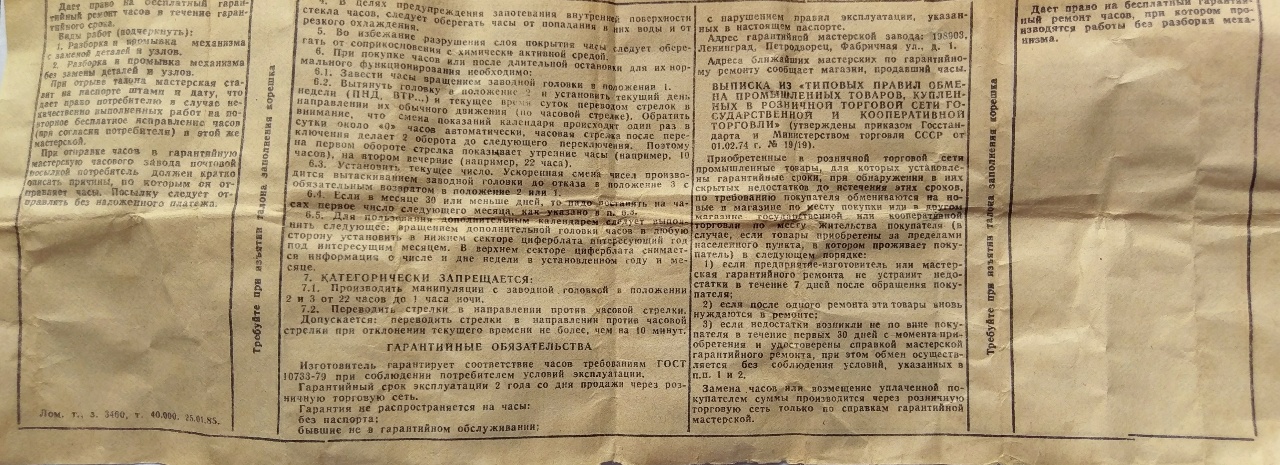 Дает право на бесплатный гаран-
тийный ремонт часов в течение гаран-
тийного срока.
Виды работ (подчеркнуть):
1. Разборка и промывка механизма
с заменой деталей и узлов.
2. Разборка и промывка механизма
без замены деталей и узлов.
При отрыве талона мастерская ста-
вит на паспорте штамп и дату, что
дает право потребителю в случае не-
качественно выполненных работ на по-
вторное бесплатное исправление часов
(при согласии потребителя) в этой же
мастерской.
При отправке часов в гарантийную
мастерскую часового завода почтовой
посылкой потребитель должен кратко
описать причины, по которым он от-
правляет часы. Посылку следует от-
правлять без наложенного платежа.
Лом. т., з. 3460, т. 40.000. 25.01.85.
Требуйте при изъятии талона заполнения корешка
В целях предупреждения запотевания внутренней поверхности
стекла часов, следует оберегать часы от попадания в них воды и от
резкого охлаждения.
5. Во избежание разрушения слоя покрытия часы следует обере-
гать от соприкосновения с химически активной средой.
6. При покупке часов или после длительной остановки для их нор-
мального функционирования необходимо:
6.1. Завести часы вращением заводной головки в положении 1.
6.2. Вытянуть головку в положение 2 и установить текущий день
недели (ПНД, ВТР...) и текущее время суток переводом стрелок в
направлении их обычного движения (по часовой стрелке). Обратить
внимание, что смена показаний календаря происходит один раз в
сутки около «0» часов автоматически, часовая стрелка после пере-
ключения делает 2 оборота до следующего переключения. Поэтому
на первом обороте стрелка показывает утренние часы (например, 10
часов), на втором вечерние (например, 22 часа).
6.3. Установить текущее число. Ускоренная смена чисел произво-
дится вытаскиванием заводной головки до отказа в положение 3 с
обязательным возвратом в положение 2 или 1.
6.4. Если в месяце 30 или меньше дней, то надо поставить на ча-
сах первое число следующего месяца, как указано в п. 6.3.
6.5. Для пользования дополнительным календарем следует выпол-
нить следующее: вращением дополнительной головки часов в любую
сторону установить в нижнем секторе циферблата интересующий год
под интересущим месяцем. В верхнем секторе циферблата снимает-
ся информация о числе и дне недели в установленном году и ме-
сяце.
7. КАТЕГОРИЧЕСКИ ЗАПРЕЩАЕТСЯ:
7.1. Производить манипуляции с заводной головкой в положении
2 и 3 от 22 часов до 1 часа ночи.
7.2. Переводить стрелки в направлении против часовой стрелки.
Допускается: переводить стрелки в направлении против часовой
стрелки при отклонении текущего времени не более, чем на 10 минут.
ГАРАНТИЙНЫЕ ОБЯЗАТЕЛЬСТВА
Изготовитель гарантирует соответствие часов требованиям ГОСТ
10733-79 при соблюдении потребителем условий эксплуатации.
Гарантийный срок эксплуатации 2 года со дня продажи через роз-
ничную торговую сеть.
Гарантия не распространяется на часы:
без паспорта;
бывшие не в гарантийном обслуживании;
с нарушением правил эксплуатации, указан-
ных в настоящем паспорте.
Адрес гарантийной мастерской завода: 198903,
Ленинград, Петродворец, Фабричная ул., д. 1.
Адреса ближайших мастерских по гарантийно-
му ремонту сообщает магазин, продавший часы.
ВЫПИСКА ИЗ «ТИПОВЫХ ПРАВИЛ ОБМЕ-
НА ПРОМЫШЛЕННЫХ ТОВАРОВ, КУПЛЕН-
НЫХ В РОЗНИЧНОЙ ТОРГОВОЙ СЕТИ ГО-
СУДАРСТВЕННОЙ И КООПЕРАТИВНОЙ
ТОРГОВЛИ» (утверждены приказом Госстан-
дарта и Министерством торговли СССР от
01.02.74 г. № 19/19).
Приобретенные в розничной торговой сети
промышленные товары, для которых установле-
ны гарантийные сроки, при обнаружении в них
скрытых недостатков до истечения этих сроков,
по требованию покупателя обмениваются на но-
вые в магазине по месту покупки или в другом
магазине государственной или кооперативной
торговли по месту жительства покупателя (в
случае, если товары приобретены за пределами
населенного пункта, в котором проживает поку-
патель) в следующем порядке:
1) если предприятие-изготовитель или мастер-
ская гарантийного ремонта не устранит недо-
статки в течение 7 дней после обращения поку-
пателя;
2) если после одного ремонта эти товары вновь
нуждаются в ремонте;
3) если недостатки возникли не по вине поку-
пателя в течение первых 30 дней с момента при-
обретения и удостоверены справкой мастерской
гарантийного ремонта, при этом обмен осуществ-
ляется без соблюдения условий, указанных в
п.п. 1 и 2.
Замена часов или возмещение уплаченной по-
купателем суммы производится через розничную
торговую сеть только по справкам гарантийной
мастерской.
Требуйте при изъятии талона заполнения корешка
Дает право на бесплатный гарантий-
ный ремонт часов, при котором про-
изводятся работы без разборки меха-
низма.